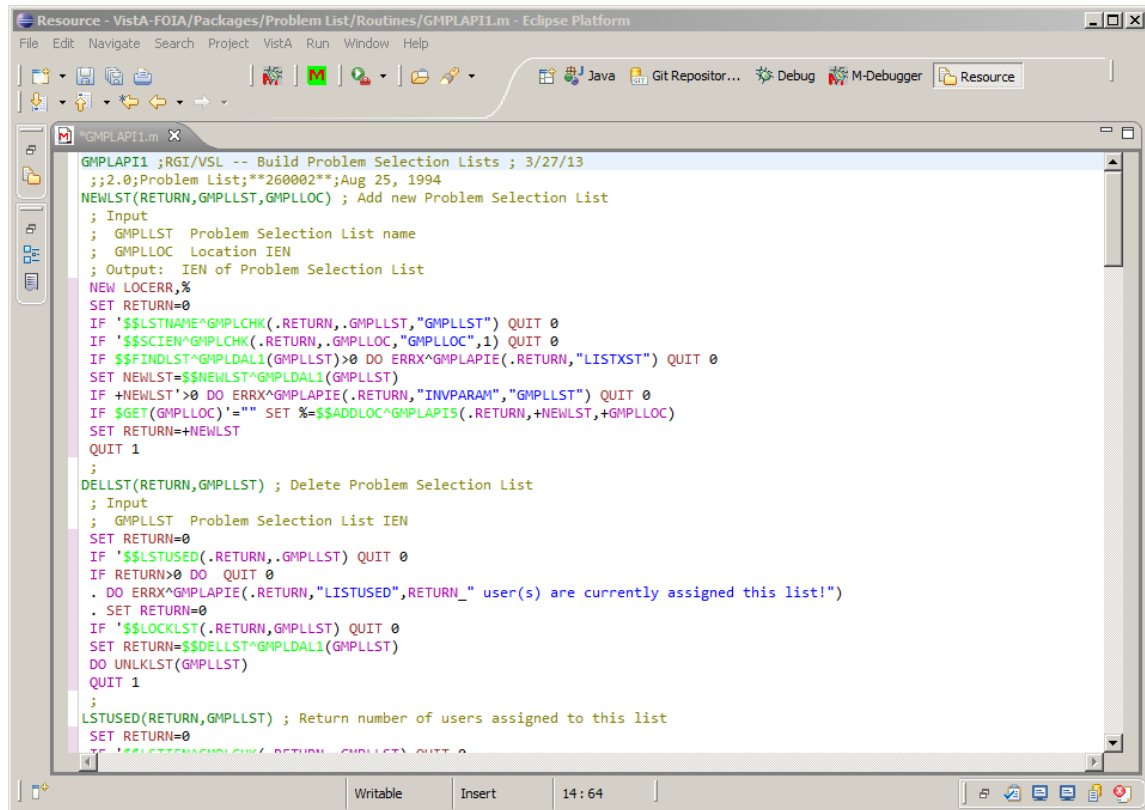 Resource - VistA-FOIA/Packages/Problem List/Routines/GMPLAPI1.m - Eclipse Platform
File Edit Navigate Search Project VistA Run Window Help
M Java Git Repositor... Debug M-Debugger Resource
M *GMPLAPI1.m
GMPLAPI1 ;RGI/VSL -- Build Problem Selection Lists ; 3/27/13
;;2.0;Problem List;**260002**;Aug 25, 1994
NEWLST(RETURN,GMPLLST,GMPLLOC) ; Add new Problem Selection List
; Input
;  GMPLLST  Problem Selection List name
;  GMPLLOC  Location IEN
; Output:  IEN of Problem Selection List
NEW LOCERR,%
SET RETURN=0
IF '$$LSTNAME^GMPLCHK(.RETURN,.GMPLLST,"GMPLLST") QUIT 0
IF '$$SCIEN^GMPLCHK(.RETURN,.GMPLLOC,"GMPLLOC",1) QUIT 0
IF $$FINDLST^GMPLDAL1(GMPLLST)>0 DO ERRX^GMPLAPIE(.RETURN,"LISTXST") QUIT 0
SET NEWLST=$$NEWLST^GMPLDAL1(GMPLLST)
IF +NEWLST'>0 DO ERRX^GMPLAPIE(.RETURN,"INVPARAM","GMPLLST") QUIT 0
IF $GET(GMPLLOC)'="" SET %=$$ADDLOC^GMPLAPI5(.RETURN,+NEWLST,+GMPLLOC)
SET RETURN=+NEWLST
QUIT 1
;
DELLST(RETURN,GMPLLST) ; Delete Problem Selection List
; Input
;  GMPLLST  Problem Selection List IEN
SET RETURN=0
IF '$$LSTUSED(.RETURN,.GMPLLST) QUIT 0
IF RETURN>0 DO  QUIT 0
. DO ERRX^GMPLAPIE(.RETURN,"LISTUSED",RETURN_" user(s) are currently assigned this list!")
. SET RETURN=0
IF '$$LOCKLST(.RETURN,GMPLLST) QUIT 0
SET RETURN=$$DELLST^GMPLDAL1(GMPLLST)
DO UNLKLST(GMPLLST)
QUIT 1
;
LSTUSED(RETURN,GMPLLST) ; Return number of users assigned to this list
SET RETURN=0
IF '$$LSTIEN^GMPLCHK(.RETURN,.GMPLLST) QUIT 0
Writable Insert 14 : 64